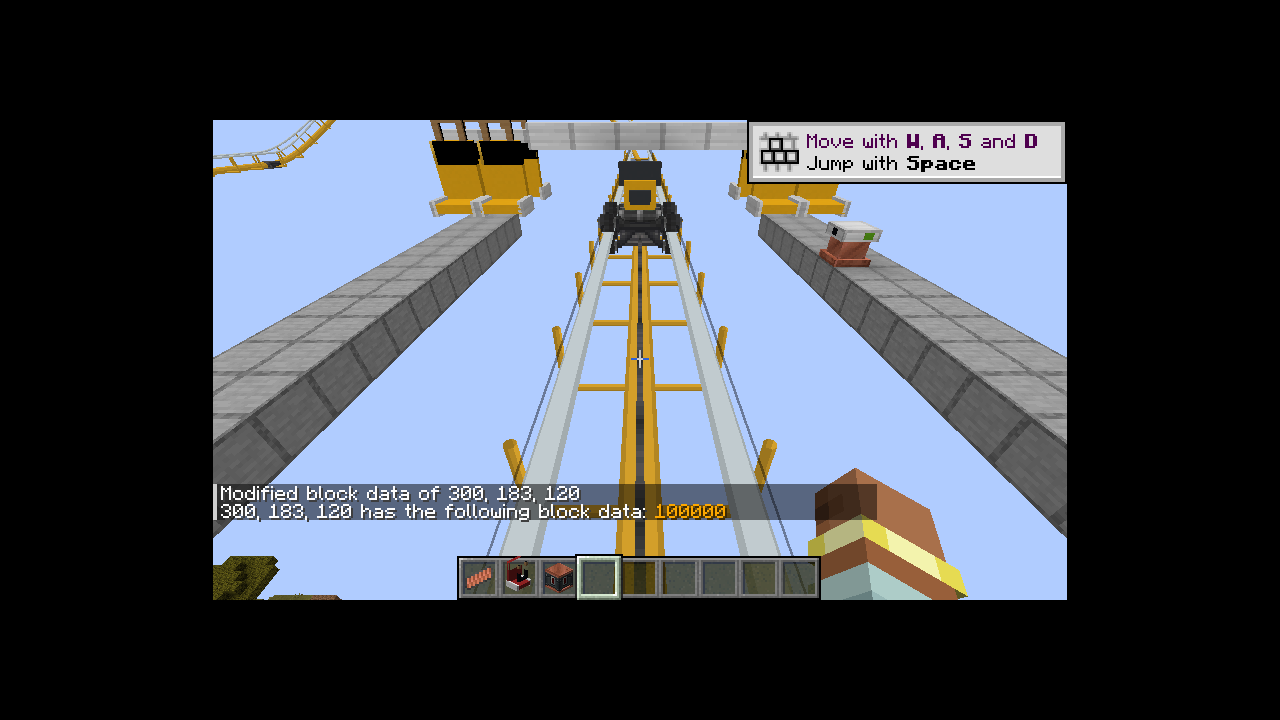 Move with W, A, S and D
Jump with Space
Modified block data of 300, 183, 120
300, 183, 120 has the following block data: 100000